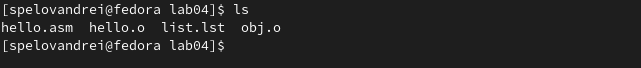 [spelovandrei@fedora lab04]$ ls
hello.asm  hello.o  list.lst  obj.o
[spelovandrei@fedora lab04]$